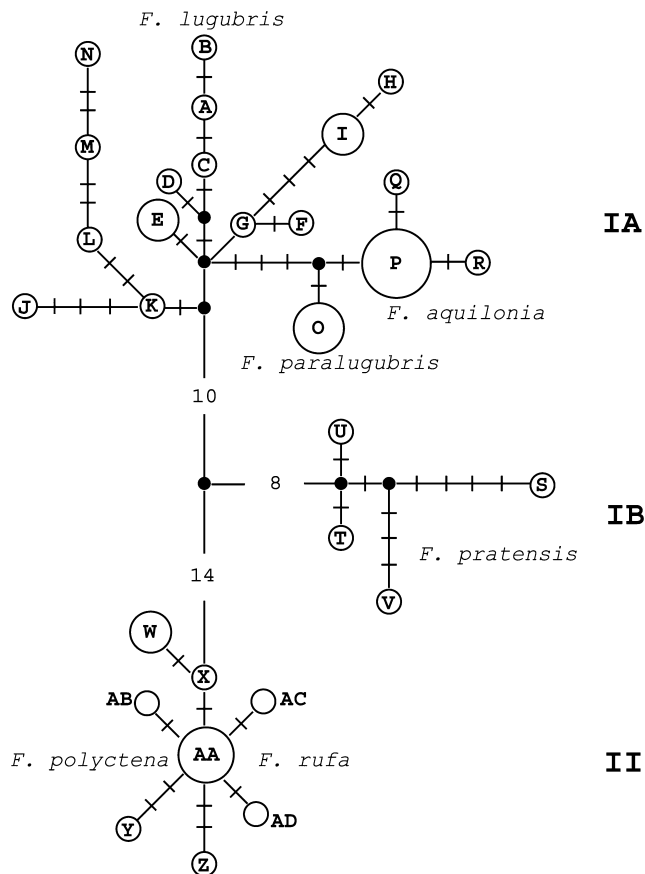 F. lugubris
N
B
H
A
I
M
C
D
Q
E
G
F
IA
L
P
R
J
K
F. aquilonia
O
F. paralugubris
10
U
8
S
IB
T
F. pratensis
14
V
W
X
AB
AC
F. polyctena
AA
F. rufa
II
AD
Y
Z